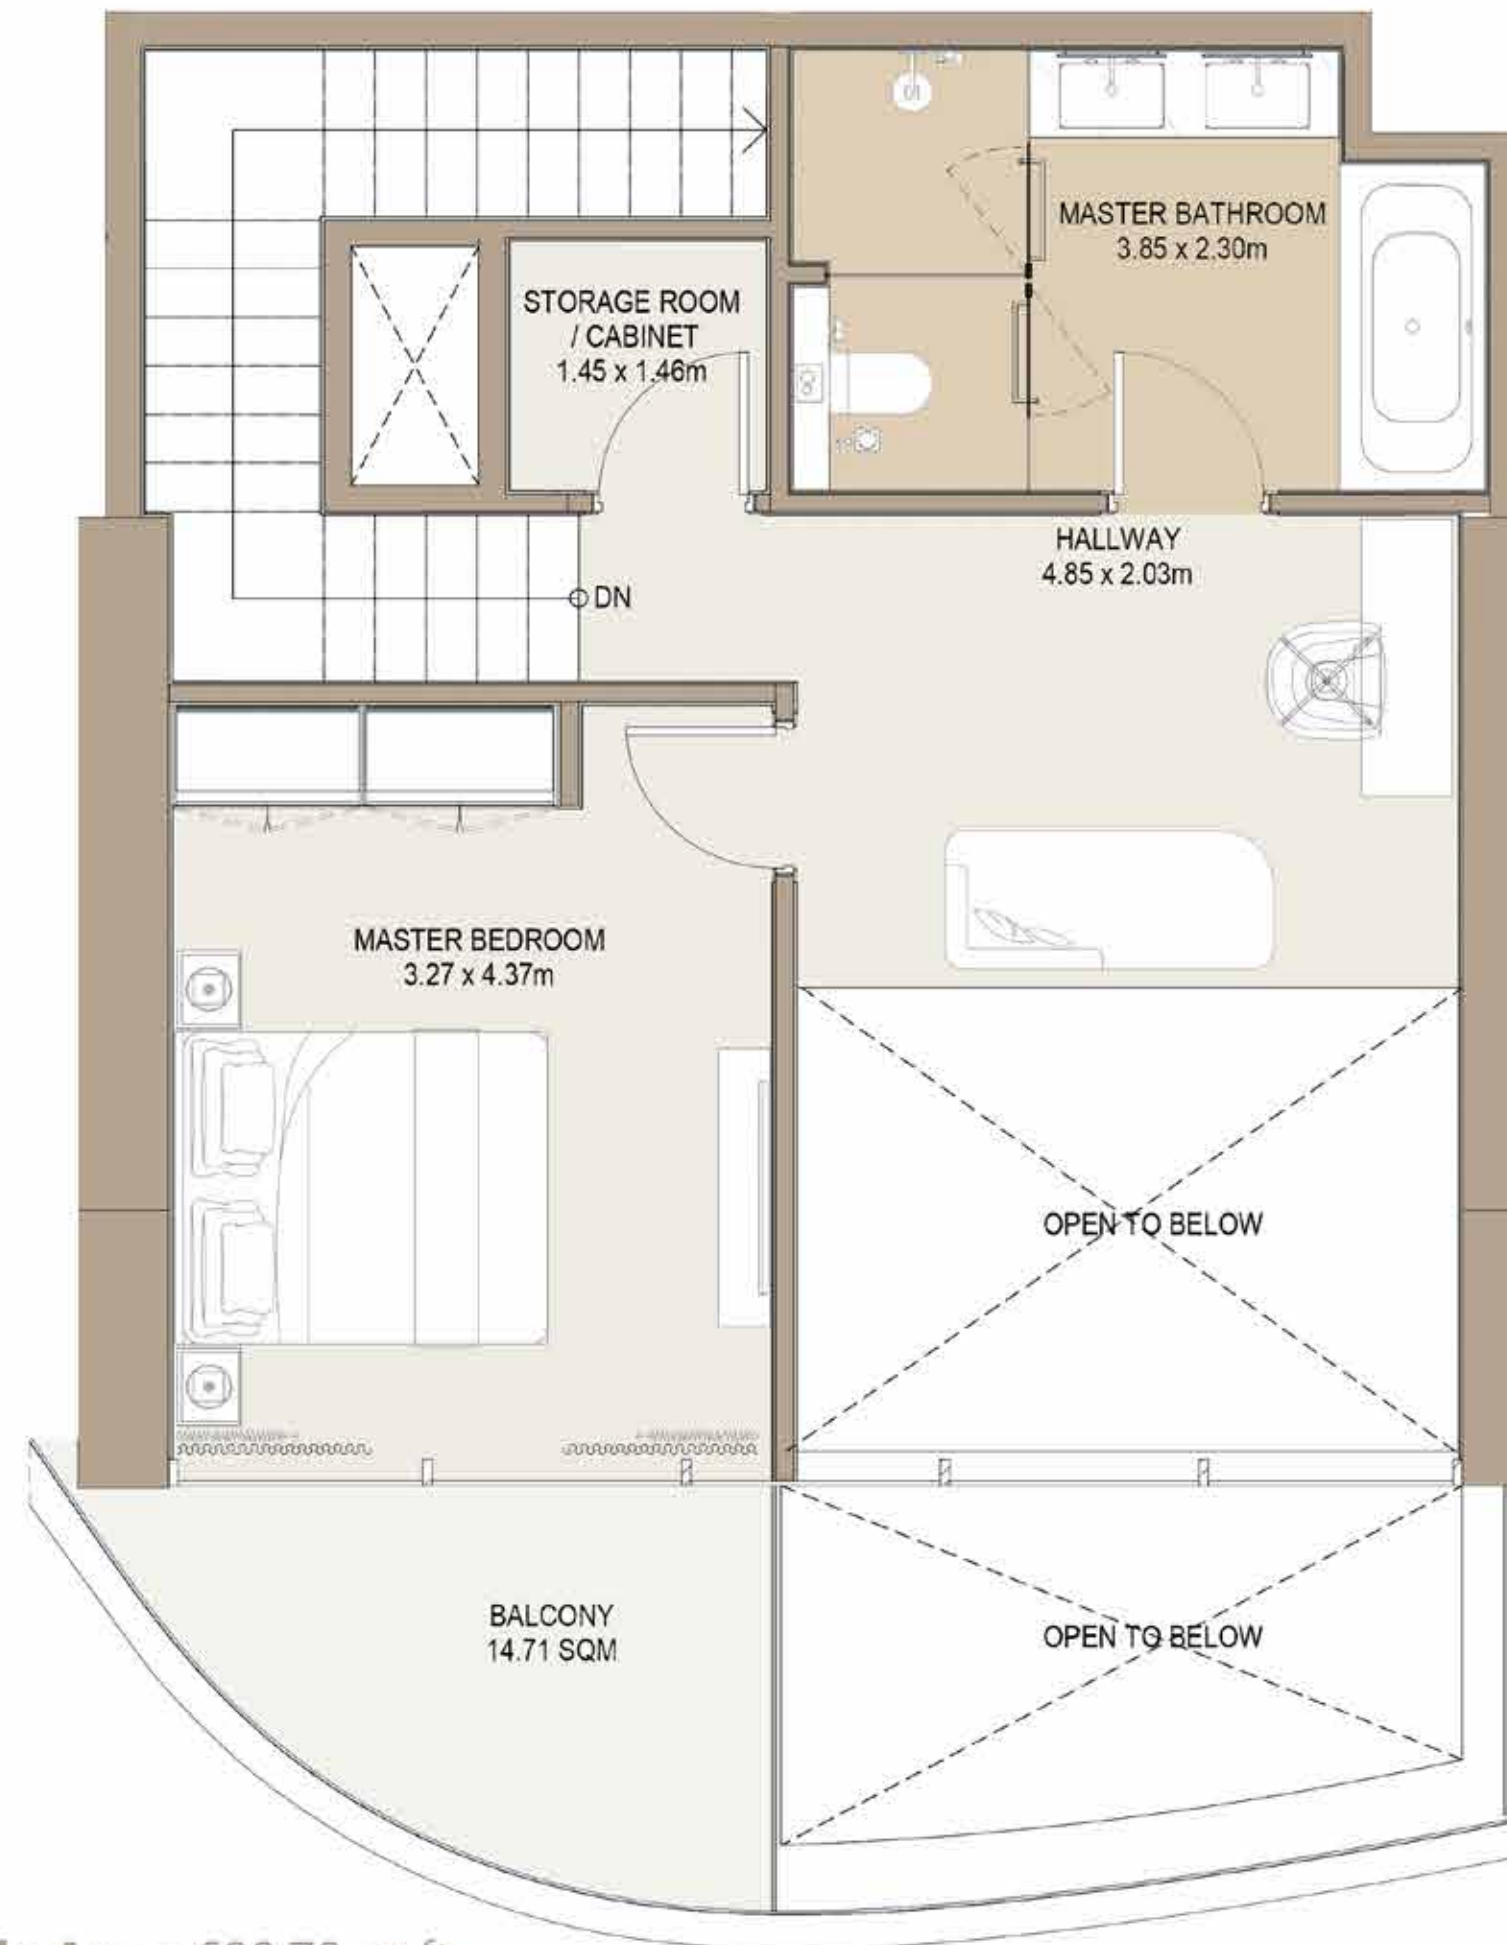 MASTER BATHROOM
3.85 x 2.30m
STORAGE ROOM
/ CABINET
1.45 x 1.46m
HALLWAY
4.85 x 2.03m
DN
MASTER BEDROOM
3.27 x 4.37m
OPEN TO BELOW
BALCONY
14.71 SQM
OPEN TO BELOW